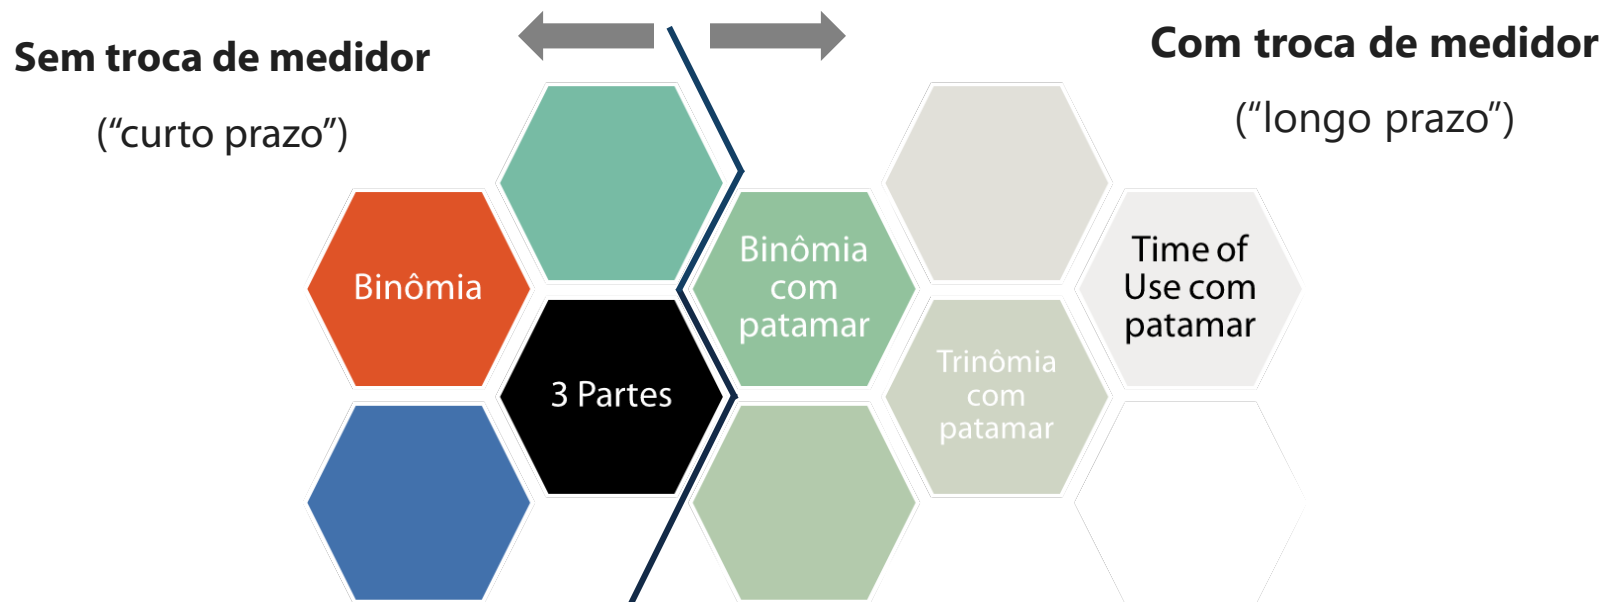 Sem troca de medidor
(“curto prazo”)
Com troca de medidor
(“longo prazo”)
Binômia
3 Partes
Binômia
com
patamar
Trinômia
com
patamar
Time of
Use com
patamar